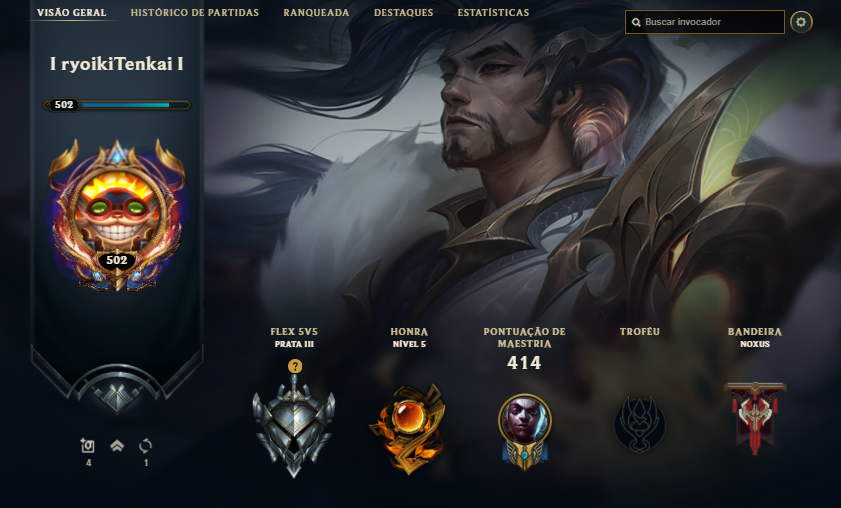 VISÃO GERAL HISTÓRICO DE PARTIDAS RANQUEADA DESTAQUES ESTATÍSTICAS
Buscar invocador
I ryoikiTenkai I
502
502
FLEX 5V5
PRATA III
?
HONRA
NÍVEL 5
PONTUAÇÃO DE
MAESTRIA
414
TROFÉU
BANDEIRA
NOXUS
4 1